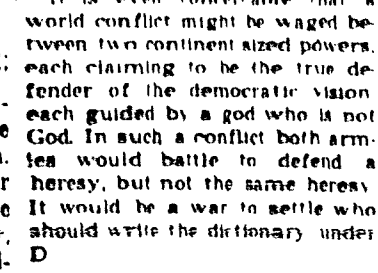 world conflict might be waged be-
tween two continent sized powers,
each claiming to be the true de-
fender of the democratic vision
each guided by a god who is not
God. In such a conflict both arm-
ies would battle to defend a
heresy, but not the same heresy
It would be a war to settle who
should write the dictionary under
D